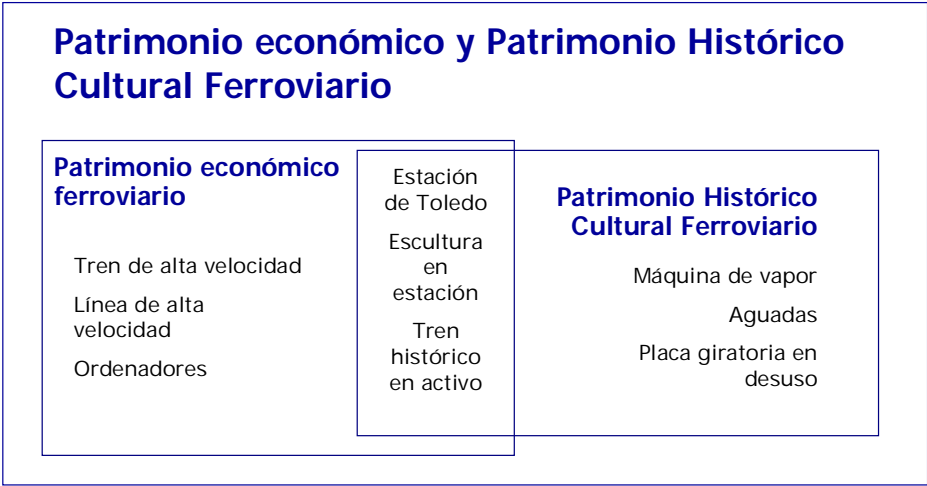 Patrimonio económico y Patrimonio Histórico
Cultural Ferroviario
Patrimonio económico
ferroviario
Tren de alta velocidad
Línea de alta
velocidad
Ordenadores
Estación
de Toledo
Escultura
en
estación
Tren
histórico
en activo
Patrimonio Histórico
Cultural Ferroviario
Máquina de vapor
Aguadas
Placa giratoria en
desuso